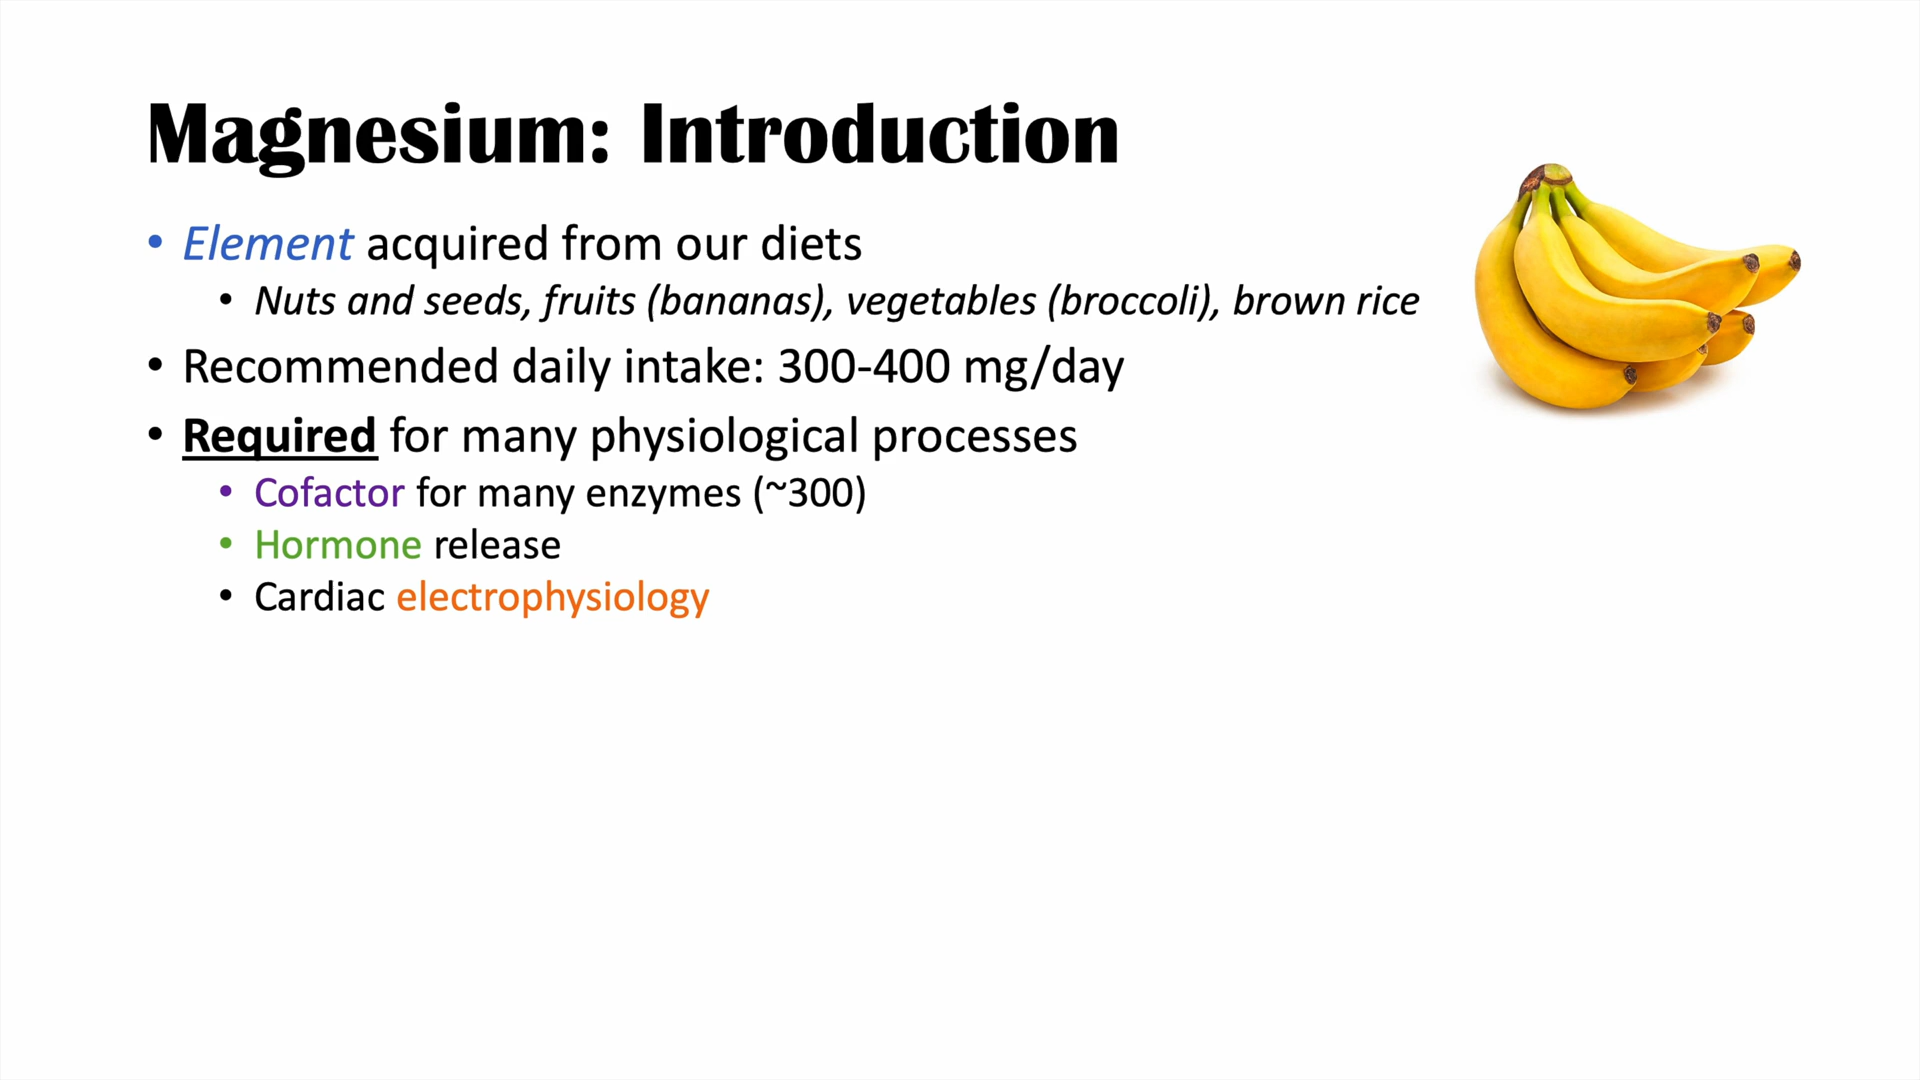 Magnesium: Introduction
• Element acquired from our diets
• Nuts and seeds, fruits (bananas), vegetables (broccoli), brown rice
• Recommended daily intake: 300-400 mg/day
• Required for many physiological processes
• Cofactor for many enzymes (~300)
• Hormone release
• Cardiac electrophysiology